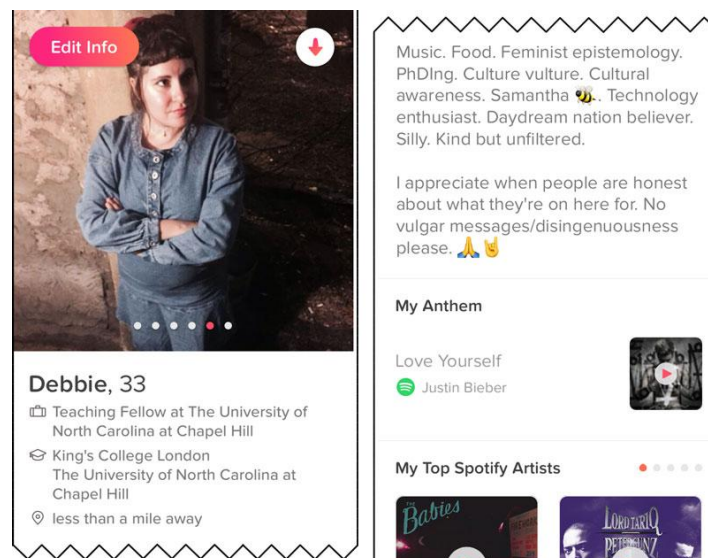 Edit Info
Debbie, 33
Teaching Fellow at The University of
North Carolina at Chapel Hill
King's College London
The University of North Carolina at
Chapel Hill
less than a mile away
Music. Food. Feminist epistemology.
PhDIng. Culture vulture. Cultural
awareness. Samantha 🐝. Technology
enthusiast. Daydream nation believer.
Silly. Kind but unfiltered.
I appreciate when people are honest
about what they're on here for. No
vulgar messages/disingenuousness
please. 🙏🤘
My Anthem
Love Yourself
Justin Bieber
My Top Spotify Artists
The
Babies
LORD TARIQ
PETER GUNZ